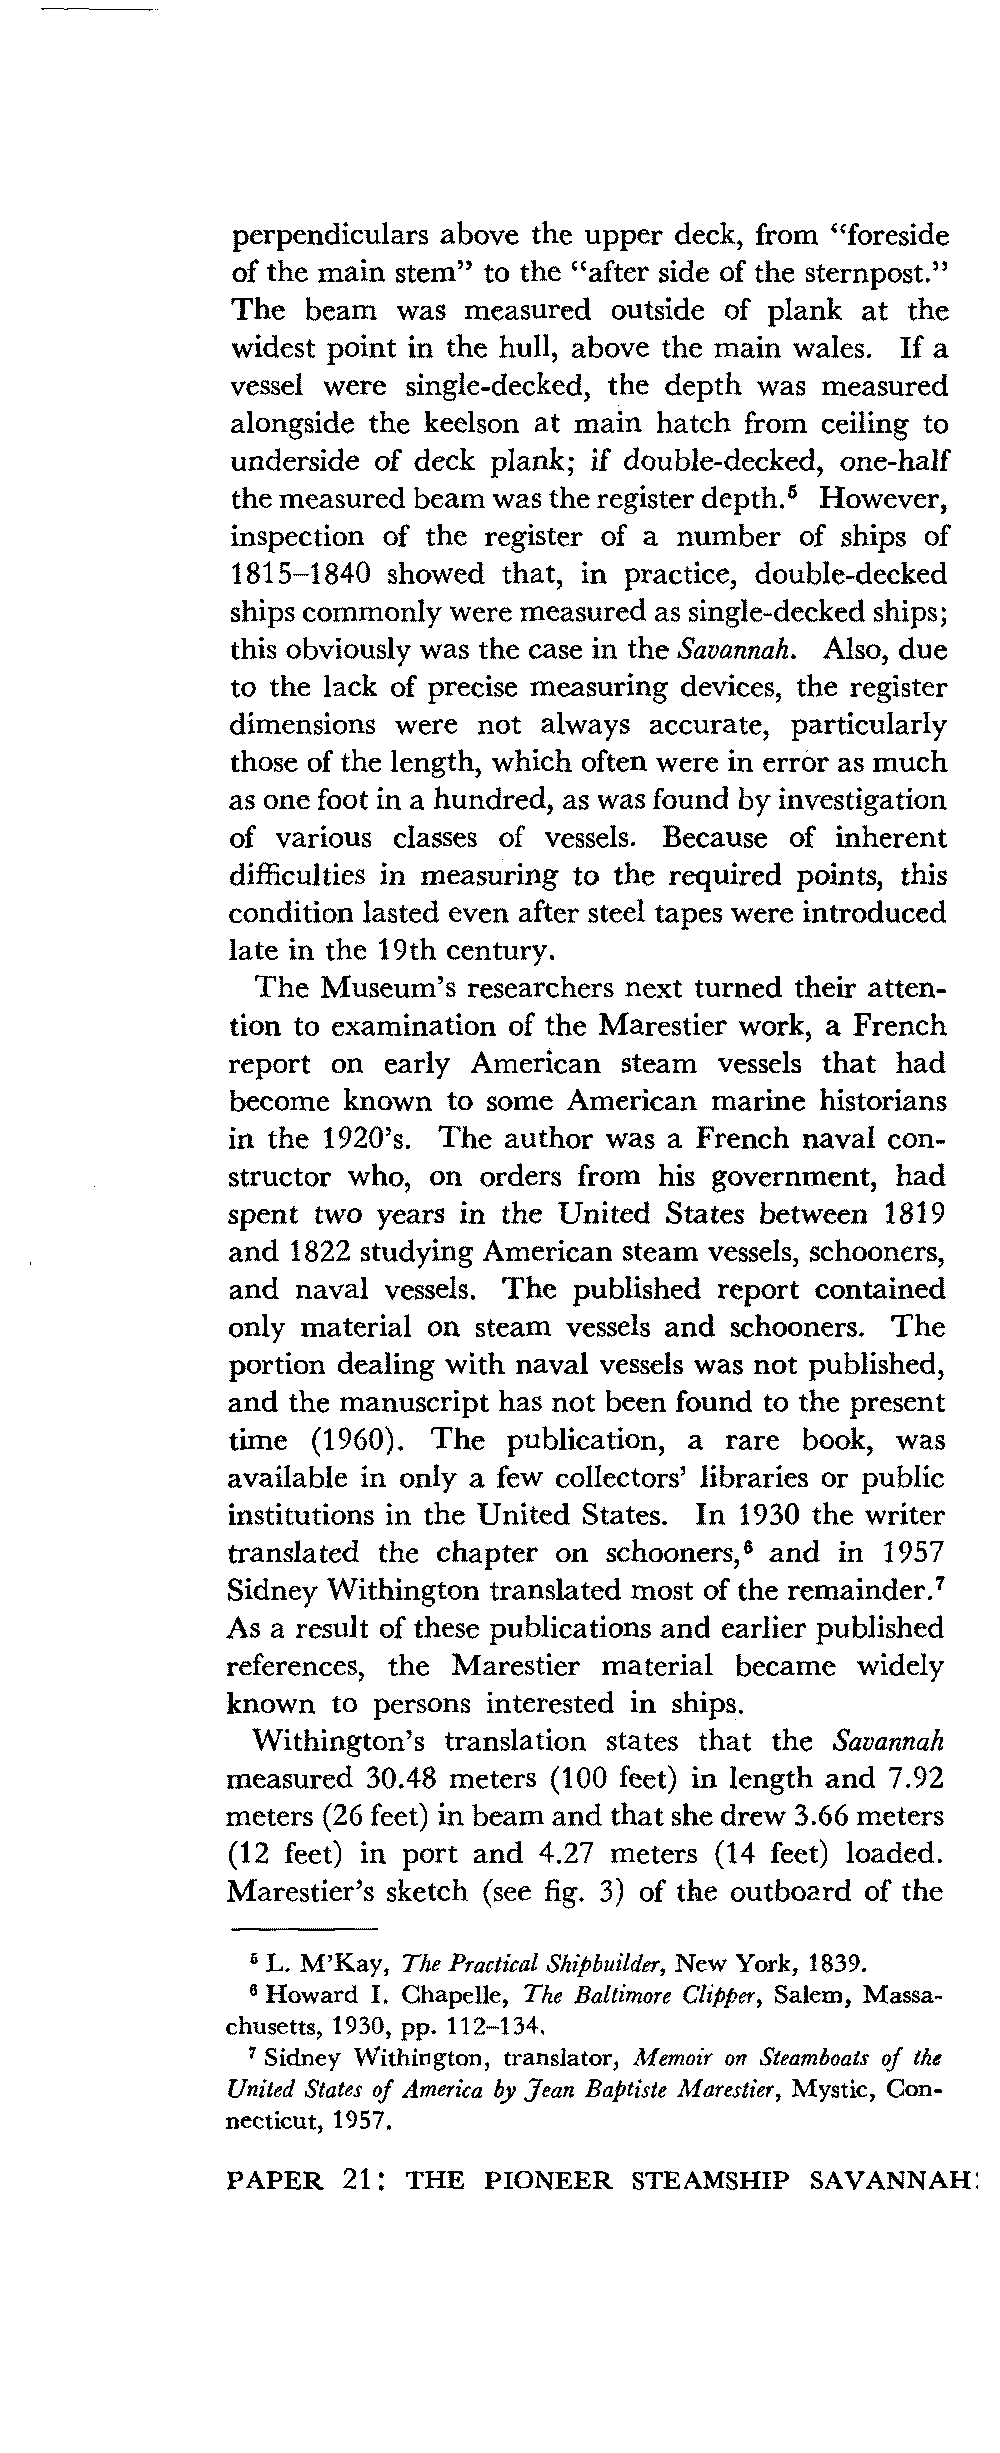 perpendiculars above the upper deck, from “foreside
of the main stem” to the “after side of the sternpost.”
The beam was measured outside of plank at the
widest point in the hull, above the main wales. If a
vessel were single-decked, the depth was measured
alongside the keelson at main hatch from ceiling to
underside of deck plank; if double-decked, one-half
the measured beam was the register depth.⁵ However,
inspection of the register of a number of ships of
1815–1840 showed that, in practice, double-decked
ships commonly were measured as single-decked ships;
this obviously was the case in the Savannah. Also, due
to the lack of precise measuring devices, the register
dimensions were not always accurate, particularly
those of the length, which often were in error as much
as one foot in a hundred, as was found by investigation
of various classes of vessels. Because of inherent
difficulties in measuring to the required points, this
condition lasted even after steel tapes were introduced
late in the 19th century.
The Museum’s researchers next turned their atten-
tion to examination of the Marestier work, a French
report on early American steam vessels that had
become known to some American marine historians
in the 1920’s. The author was a French naval con-
structor who, on orders from his government, had
spent two years in the United States between 1819
and 1822 studying American steam vessels, schooners,
and naval vessels. The published report contained
only material on steam vessels and schooners. The
portion dealing with naval vessels was not published,
and the manuscript has not been found to the present
time (1960). The publication, a rare book, was
available in only a few collectors’ libraries or public
institutions in the United States. In 1930 the writer
translated the chapter on schooners,⁶ and in 1957
Sidney Withington translated most of the remainder.⁷
As a result of these publications and earlier published
references, the Marestier material became widely
known to persons interested in ships.
Withington’s translation states that the Savannah
measured 30.48 meters (100 feet) in length and 7.92
meters (26 feet) in beam and that she drew 3.66 meters
(12 feet) in port and 4.27 meters (14 feet) loaded.
Marestier’s sketch (see fig. 3) of the outboard of the
⁵ L. M’Kay, The Practical Shipbuilder, New York, 1839.
⁶ Howard I. Chapelle, The Baltimore Clipper, Salem, Massa-
chusetts, 1930, pp. 112–134.
⁷ Sidney Withington, translator, Memoir on Steamboats of the
United States of America by Jean Baptiste Marestier, Mystic, Con-
necticut, 1957.
PAPER 21: THE PIONEER STEAMSHIP SAVANNAH: